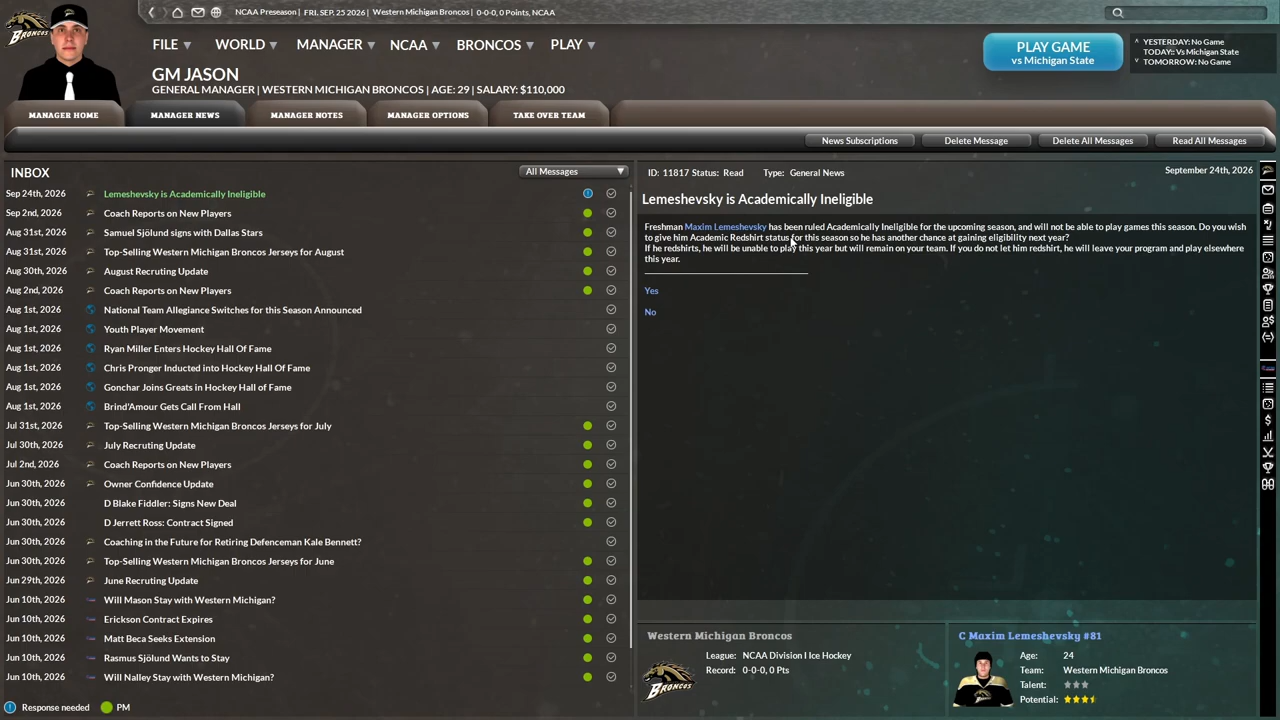 NCAA Preseason | FRI. SEP. 25 2026 | Western Michigan Broncos | 0-0-0, 0 Points, NCAA
FILE WORLD MANAGER NCAA BRONCOS PLAY
PLAY GAME
vs Michigan State
YESTERDAY: No Game
TODAY:: Vs Michigan State
TOMORROW: No Game
GM JASON
GENERAL MANAGER | WESTERN MICHIGAN BRONCOS | AGE: 29 | SALARY: $110,000
MANAGER HOME MANAGER NEWS MANAGER NOTES MANAGER OPTIONS TAKE OVER TEAM
News Subscriptions Delete Message Delete All Messages Read All Messages
INBOX All Messages
Sep 24th, 2026 Lemeshevsky is Academically Ineligible
Sep 2nd, 2026 Coach Reports on New Players
Aug 31st, 2026 Samuel Sjölund signs with Dallas Stars
Aug 31st, 2026 Top-Selling Western Michigan Broncos Jerseys for August
Aug 30th, 2026 August Recruting Update
Aug 2nd, 2026 Coach Reports on New Players
Aug 1st, 2026 National Team Allegiance Switches for this Season Announced
Aug 1st, 2026 Youth Player Movement
Aug 1st, 2026 Ryan Miller Enters Hockey Hall Of Fame
Aug 1st, 2026 Chris Pronger Inducted into Hockey Hall Of Fame
Aug 1st, 2026 Gonchar Joins Greats in Hockey Hall of Fame
Aug 1st, 2026 Brind'Amour Gets Call From Hall
Jul 31st, 2026 Top-Selling Western Michigan Broncos Jerseys for July
Jul 30th, 2026 July Recruting Update
Jul 2nd, 2026 Coach Reports on New Players
Jun 30th, 2026 Owner Confidence Update
Jun 30th, 2026 D Blake Fiddler: Signs New Deal
Jun 30th, 2026 D Jerrett Ross: Contract Signed
Jun 30th, 2026 Coaching in the Future for Retiring Defenceman Kale Bennett?
Jun 30th, 2026 Top-Selling Western Michigan Broncos Jerseys for June
Jun 29th, 2026 June Recruting Update
Jun 10th, 2026 Will Mason Stay with Western Michigan?
Jun 10th, 2026 Erickson Contract Expires
Jun 10th, 2026 Matt Beca Seeks Extension
Jun 10th, 2026 Rasmus Sjölund Wants to Stay
Jun 10th, 2026 Will Nalley Stay with Western Michigan?
Response needed PM
ID: 11817 Status: Read Type: General News September 24th, 2026
Lemeshevsky is Academically Ineligible
Freshman Maxim Lemeshevsky has been ruled Academically Ineligible for the upcoming season, and will not be able to play games this season. Do you wish
to give him Academic Redshirt status for this season so he has another chance at gaining eligibility next year?
If he redshirts, he will be unable to play this year but will remain on your team. If you do not let him redshirt, he will leave your program and play elsewhere
this year.
Yes
No
Western Michigan Broncos
League: NCAA Division I Ice Hockey
Record: 0-0-0, 0 Pts
BRONCOS
C Maxim Lemeshevsky #81
Age: 24
Team: Western Michigan Broncos
Talent:
Potential: